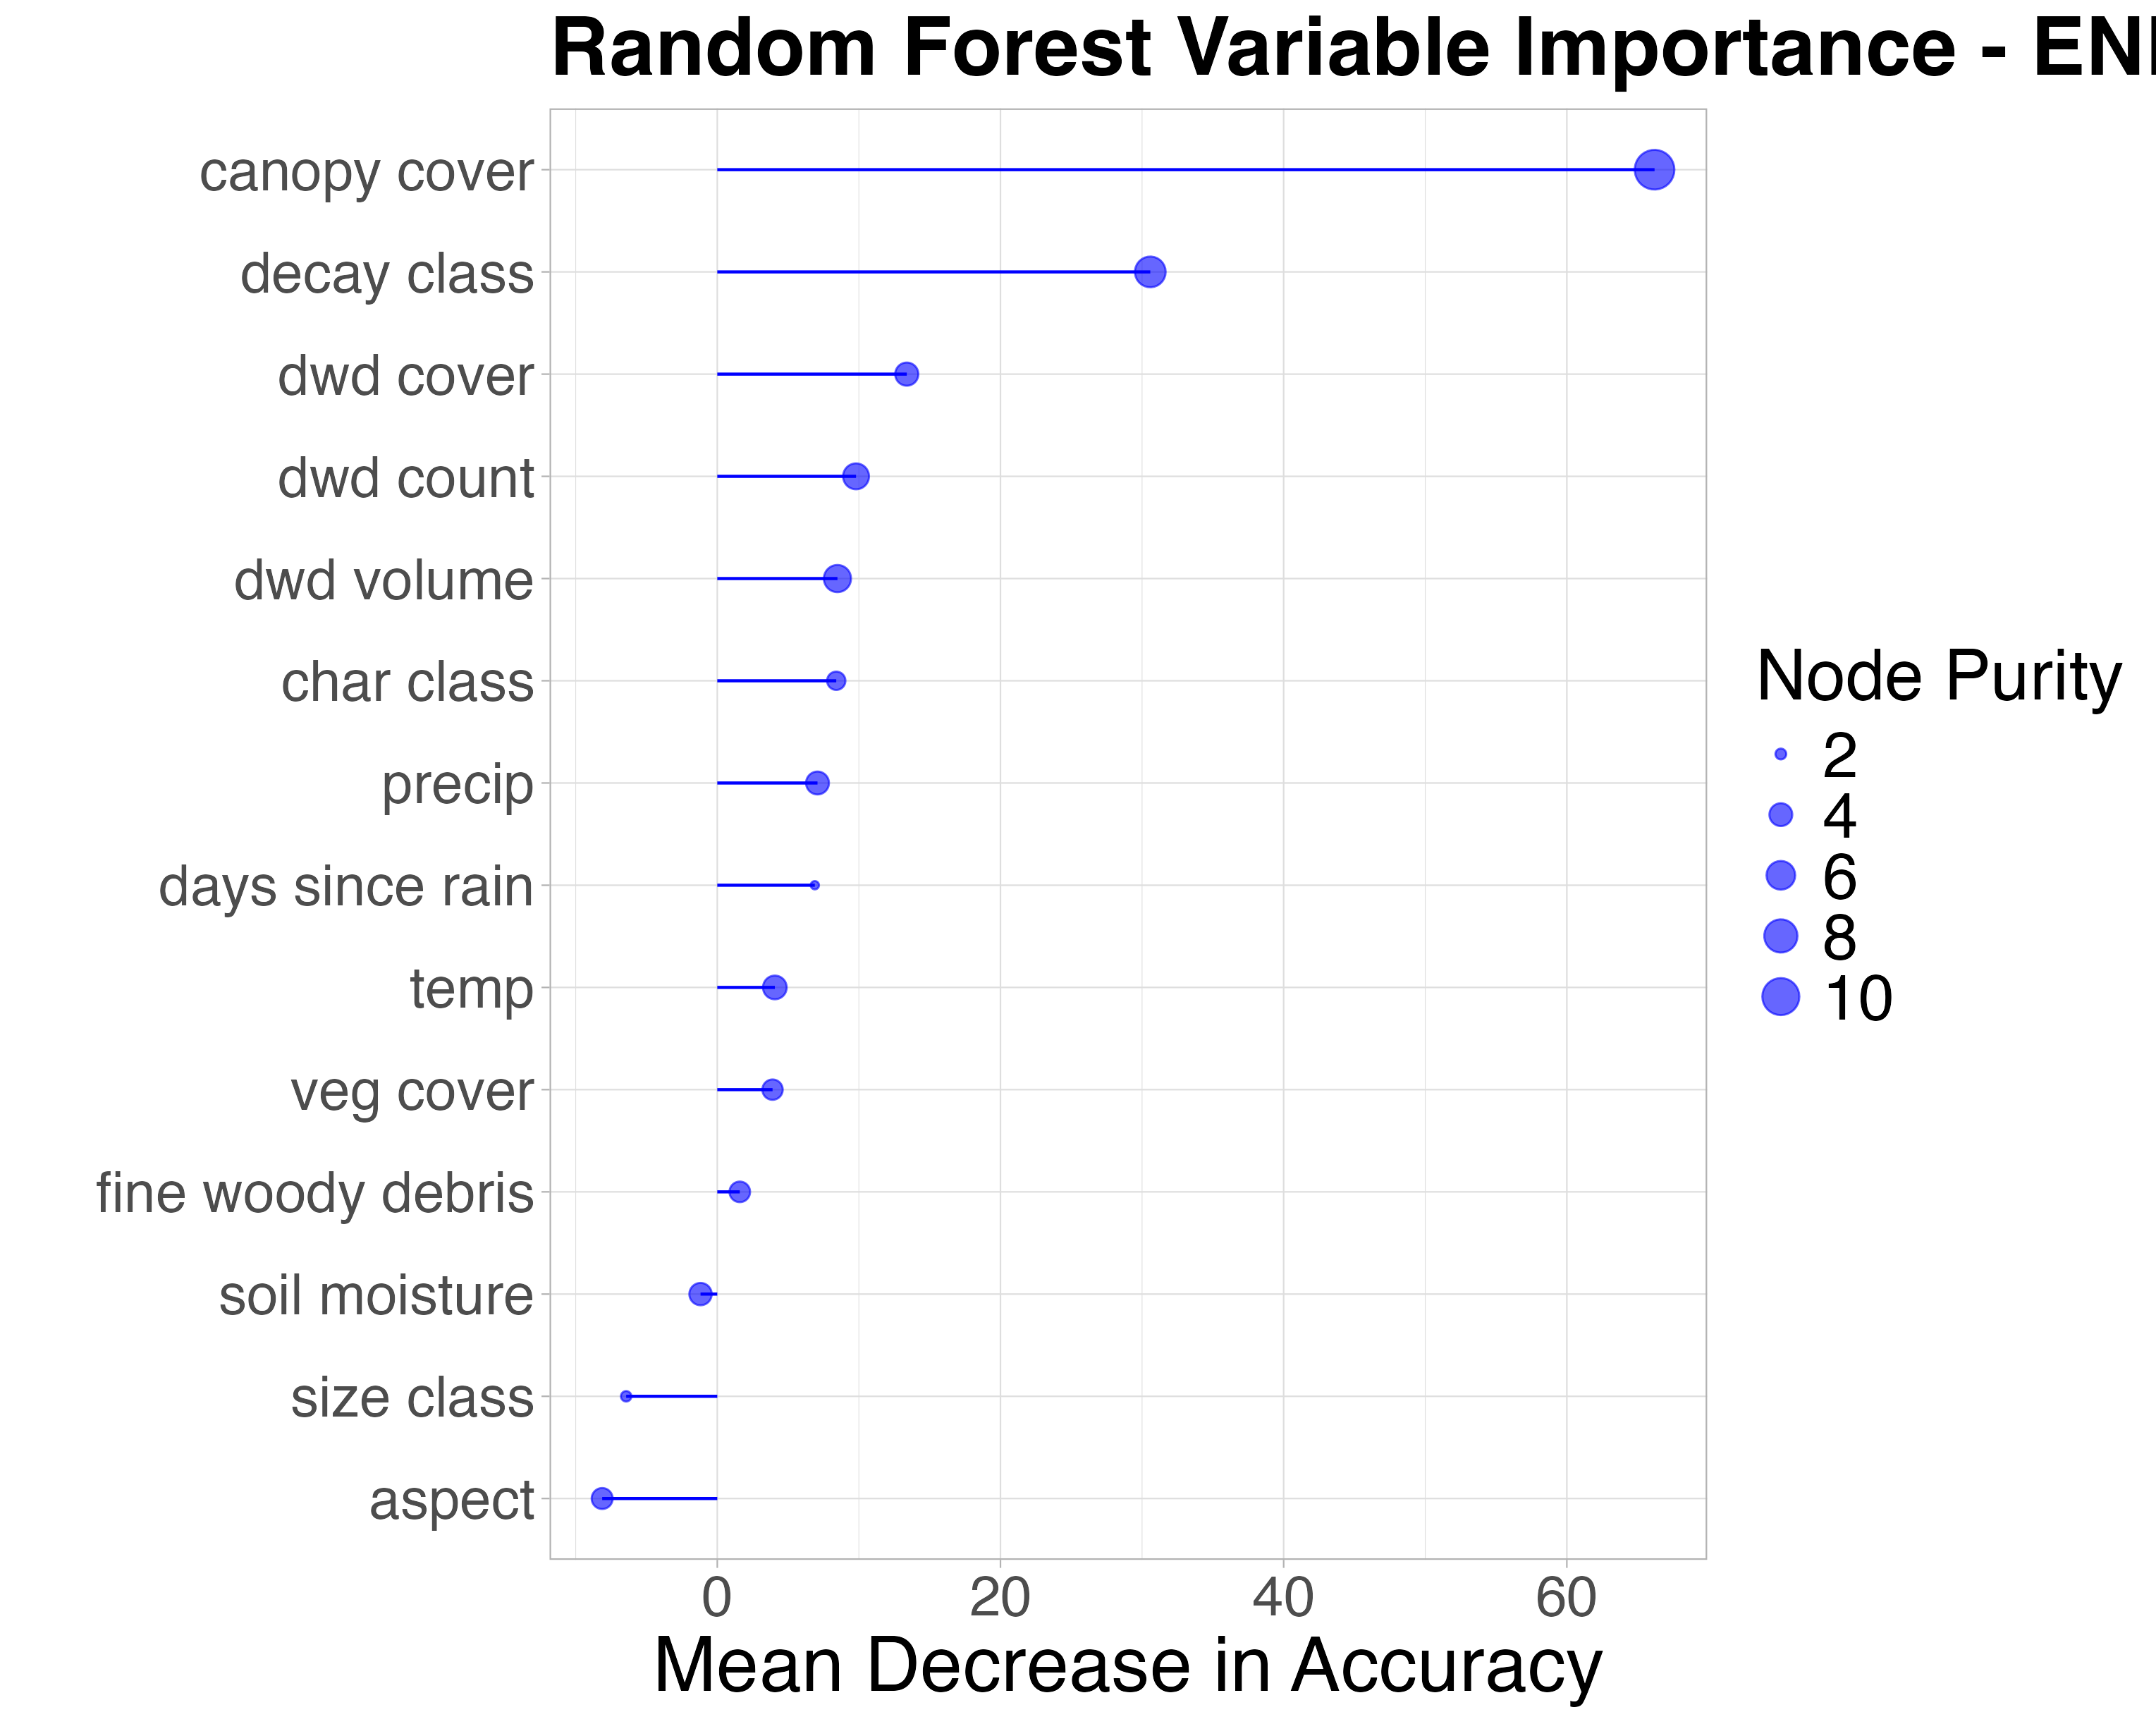 Random Forest Variable Importance -
canopy cover
decay class
dwd cover
dwd count
dwd volume
char class
precip
days since rain
temp
veg cover
fine woody debris
soil moisture
size class
aspect
0 20 40 60
Mean Decrease in Accuracy
Node Purity
2
4
6
8
10